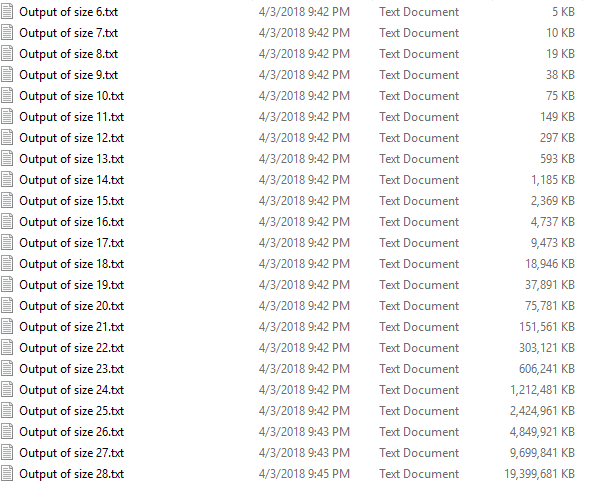 Output of size 6.txt 4/3/2018 9:42 PM Text Document 5 KB
Output of size 7.txt 4/3/2018 9:42 PM Text Document 10 KB
Output of size 8.txt 4/3/2018 9:42 PM Text Document 19 KB
Output of size 9.txt 4/3/2018 9:42 PM Text Document 38 KB
Output of size 10.txt 4/3/2018 9:42 PM Text Document 75 KB
Output of size 11.txt 4/3/2018 9:42 PM Text Document 149 KB
Output of size 12.txt 4/3/2018 9:42 PM Text Document 297 KB
Output of size 13.txt 4/3/2018 9:42 PM Text Document 593 KB
Output of size 14.txt 4/3/2018 9:42 PM Text Document 1,185 KB
Output of size 15.txt 4/3/2018 9:42 PM Text Document 2,369 KB
Output of size 16.txt 4/3/2018 9:42 PM Text Document 4,737 KB
Output of size 17.txt 4/3/2018 9:42 PM Text Document 9,473 KB
Output of size 18.txt 4/3/2018 9:42 PM Text Document 18,946 KB
Output of size 19.txt 4/3/2018 9:42 PM Text Document 37,891 KB
Output of size 20.txt 4/3/2018 9:42 PM Text Document 75,781 KB
Output of size 21.txt 4/3/2018 9:42 PM Text Document 151,561 KB
Output of size 22.txt 4/3/2018 9:42 PM Text Document 303,121 KB
Output of size 23.txt 4/3/2018 9:42 PM Text Document 606,241 KB
Output of size 24.txt 4/3/2018 9:42 PM Text Document 1,212,481 KB
Output of size 25.txt 4/3/2018 9:42 PM Text Document 2,424,961 KB
Output of size 26.txt 4/3/2018 9:43 PM Text Document 4,849,921 KB
Output of size 27.txt 4/3/2018 9:43 PM Text Document 9,699,841 KB
Output of size 28.txt 4/3/2018 9:45 PM Text Document 19,399,681 KB